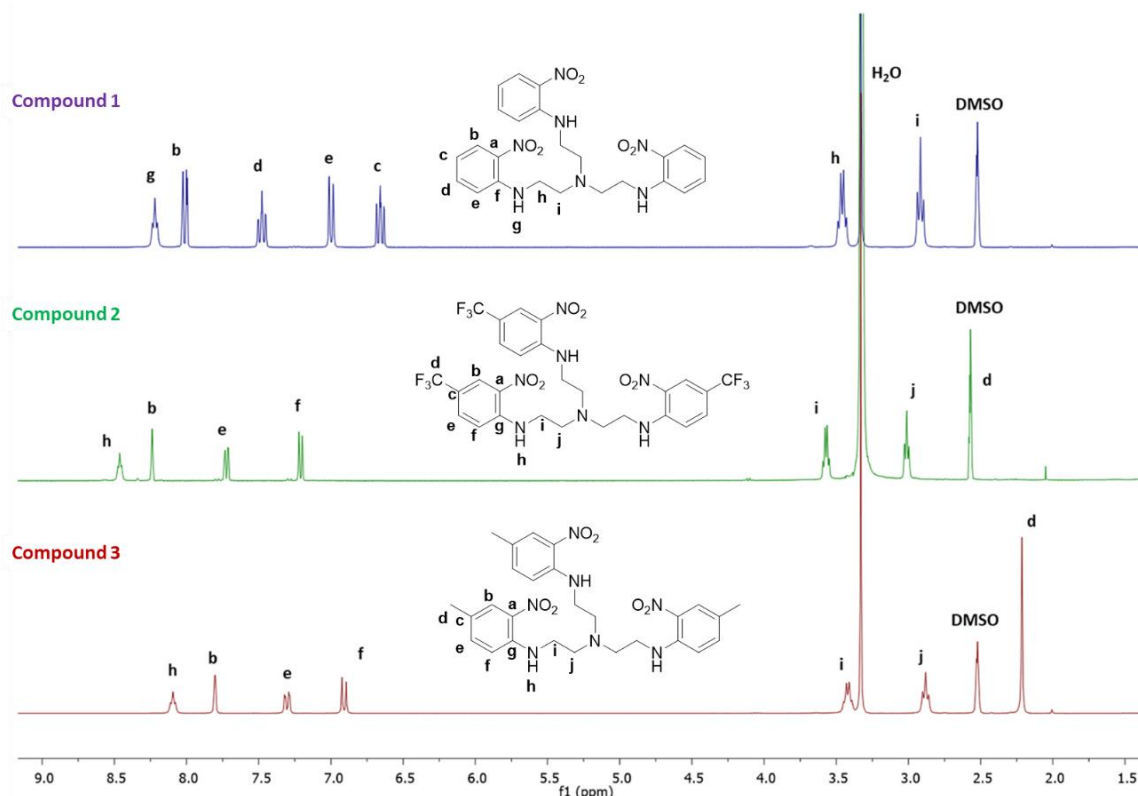 Compound 1
g
b
d
e
c
h
i
H₂O
DMSO
NO₂
NH
b
a
NO₂
c
d
e
f
N
H
g
h
i
N
N
H
O₂N
Compound 2
h
b
e
f
i
j
DMSO
d
F₃C
NO₂
NH
d
F₃C
b
a
NO₂
c
e
f
g
N
H
h
i
j
N
N
H
O₂N
CF₃
Compound 3
h
b
e
f
i
j
DMSO
d
NO₂
NH
b
a
NO₂
d
c
e
f
g
N
H
h
i
j
N
N
H
O₂N
9.0 8.5 8.0 7.5 7.0 6.5 6.0 5.5 5.0 4.5 4.0 3.5 3.0 2.5 2.0 1.5
f1 (ppm)